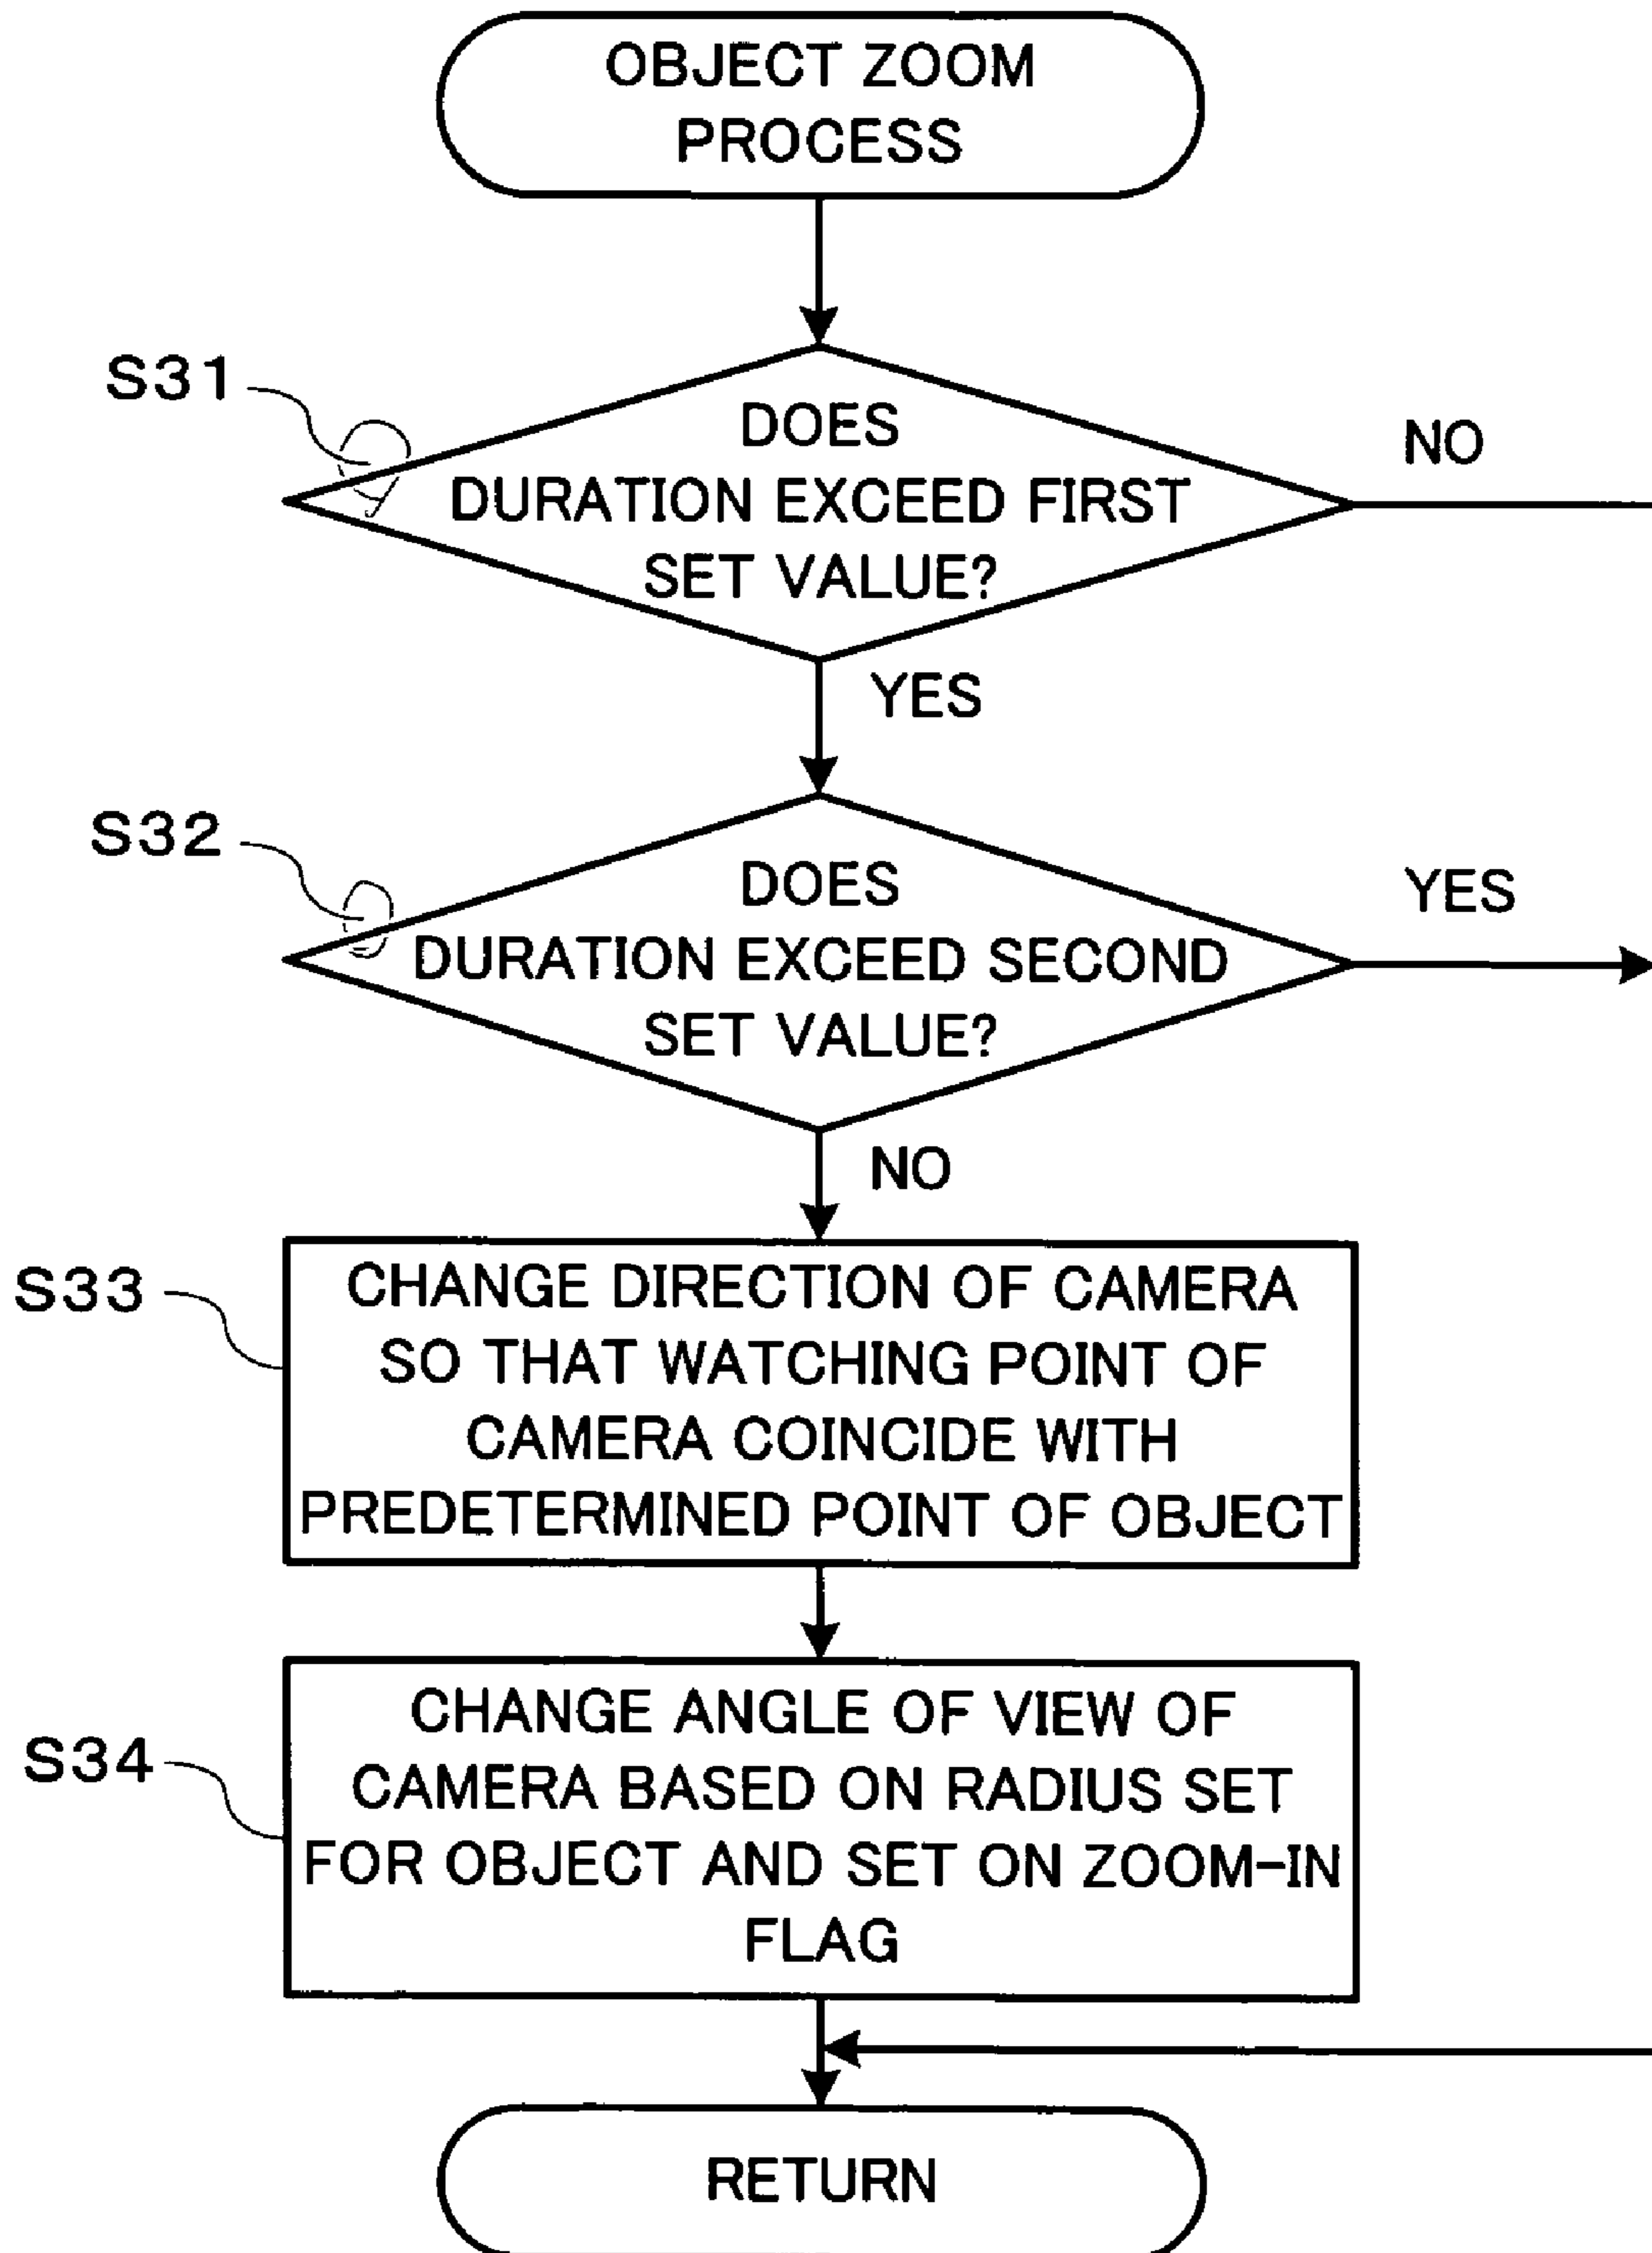 OBJECT ZOOM
PROCESS
S31
DOES
DURATION EXCEED FIRST
SET VALUE?
NO
YES
S32
DOES
DURATION EXCEED SECOND
SET VALUE?
YES
NO
S33
CHANGE DIRECTION OF CAMERA
SO THAT WATCHING POINT OF
CAMERA COINCIDE WITH
PREDETERMINED POINT OF OBJECT
S34
CHANGE ANGLE OF VIEW OF
CAMERA BASED ON RADIUS SET
FOR OBJECT AND SET ON ZOOM-IN
FLAG
RETURN